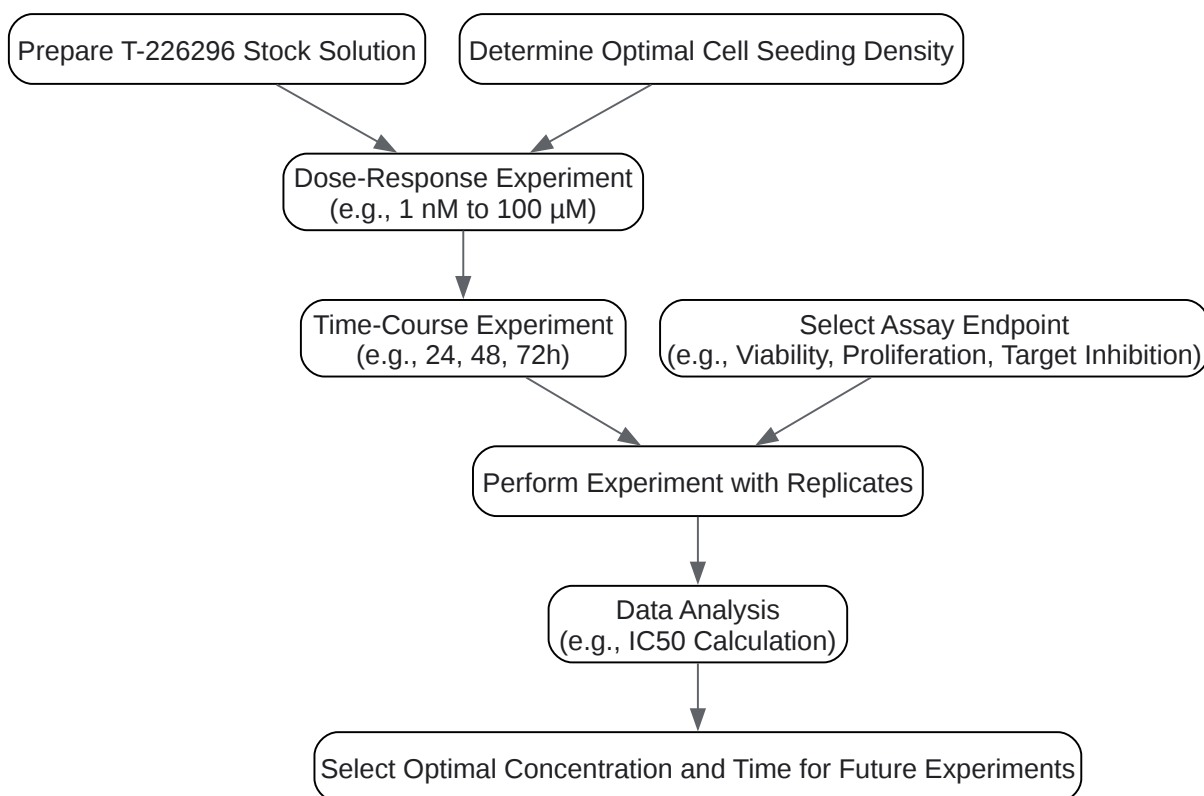 Prepare T-226296 Stock Solution
Determine Optimal Cell Seeding Density
Dose-Response Experiment
(e.g., 1 nM to 100 µM)
Time-Course Experiment
(e.g., 24, 48, 72h)
Select Assay Endpoint
(e.g., Viability, Proliferation, Target Inhibition)
Perform Experiment with Replicates
Data Analysis
(e.g., IC50 Calculation)
Select Optimal Concentration and Time for Future Experiments